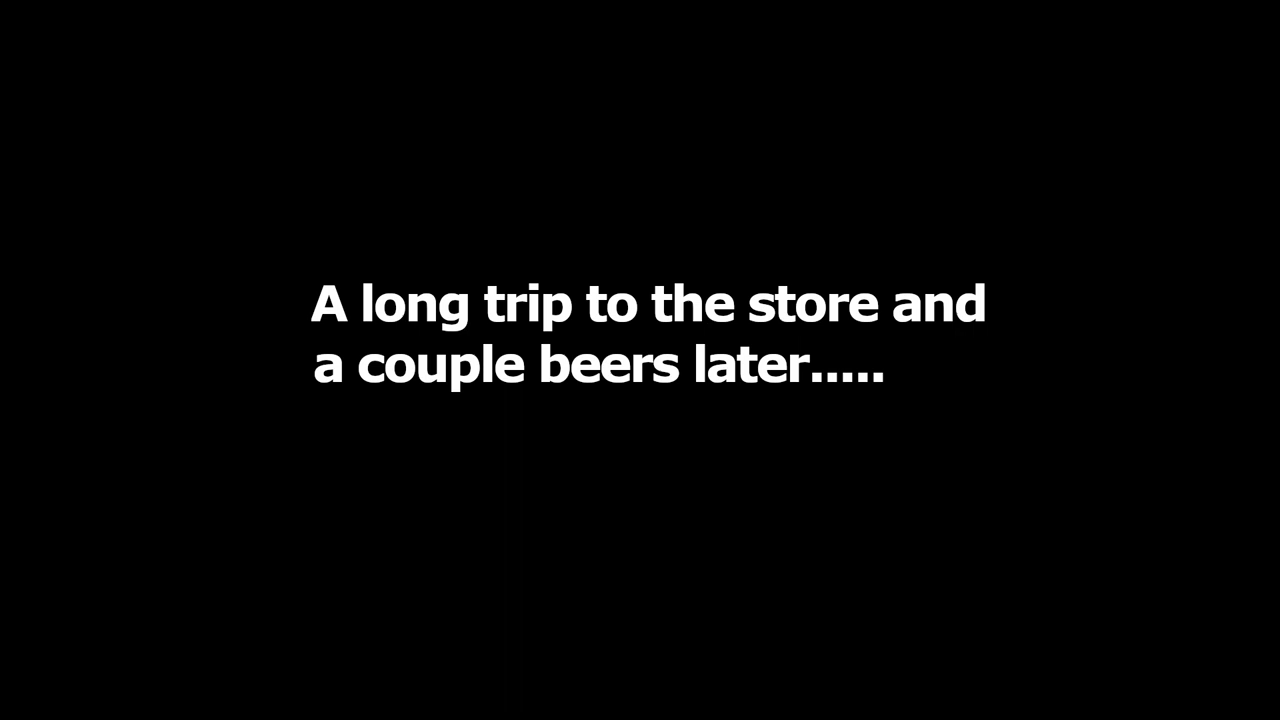 A long trip to the store and
a couple beers later.....